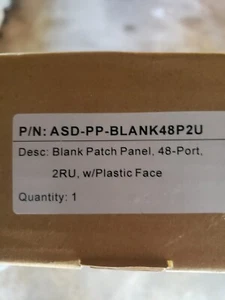 P/N: ASD-PP-BLANK48P2U
Desc: Blank Patch Panel, 48-Port,
2RU, w/Plastic Face
Quantity: 1